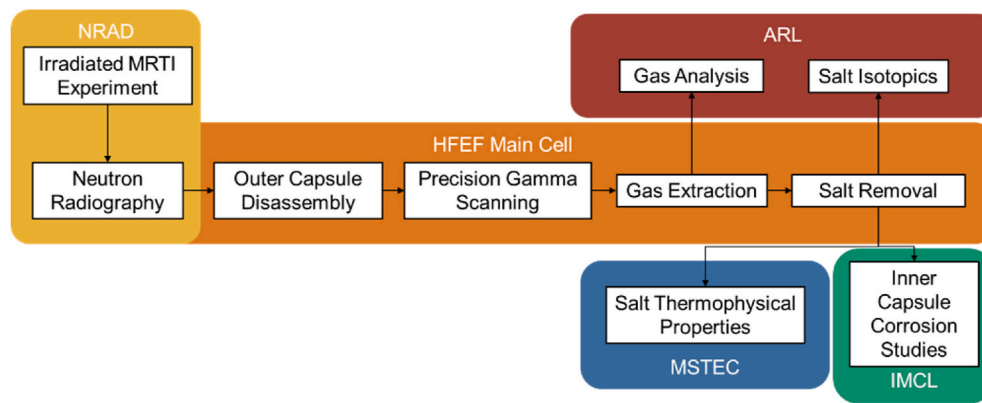 NRAD
Irradiated MRTI
Experiment
Neutron
Radiography
ARL
Gas Analysis
Salt Isotopics
HFEF Main Cell
Outer Capsule
Disassembly
Precision Gamma
Scanning
Gas Extraction
Salt Removal
Salt Thermophysical
Properties
MSTEC
Inner
Capsule
Corrosion
Studies
IMCL